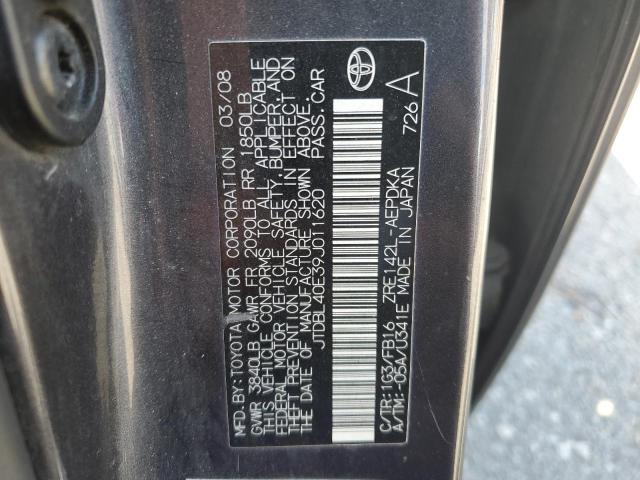 MFD.BY:TOYOTA MOTOR CORPORATION 03/08
GVWR 3840LB GAWR FR 2090LB RR 1850LB
THIS VEHICLE CONFORMS TO ALL APPLICABLE
FEDERAL MOTOR VEHICLE SAFETY, BUMPER, AND
THEFT PREVENTION STANDARDS IN EFFECT ON
THE DATE OF MANUFACTURE SHOWN ABOVE.
JTDBL40E39J011620 PASS.CAR
C/TR:1G3/FB16 ZRE142L-AEPDKA
A/TM:-05A/U341E MADE IN JAPAN 726 A